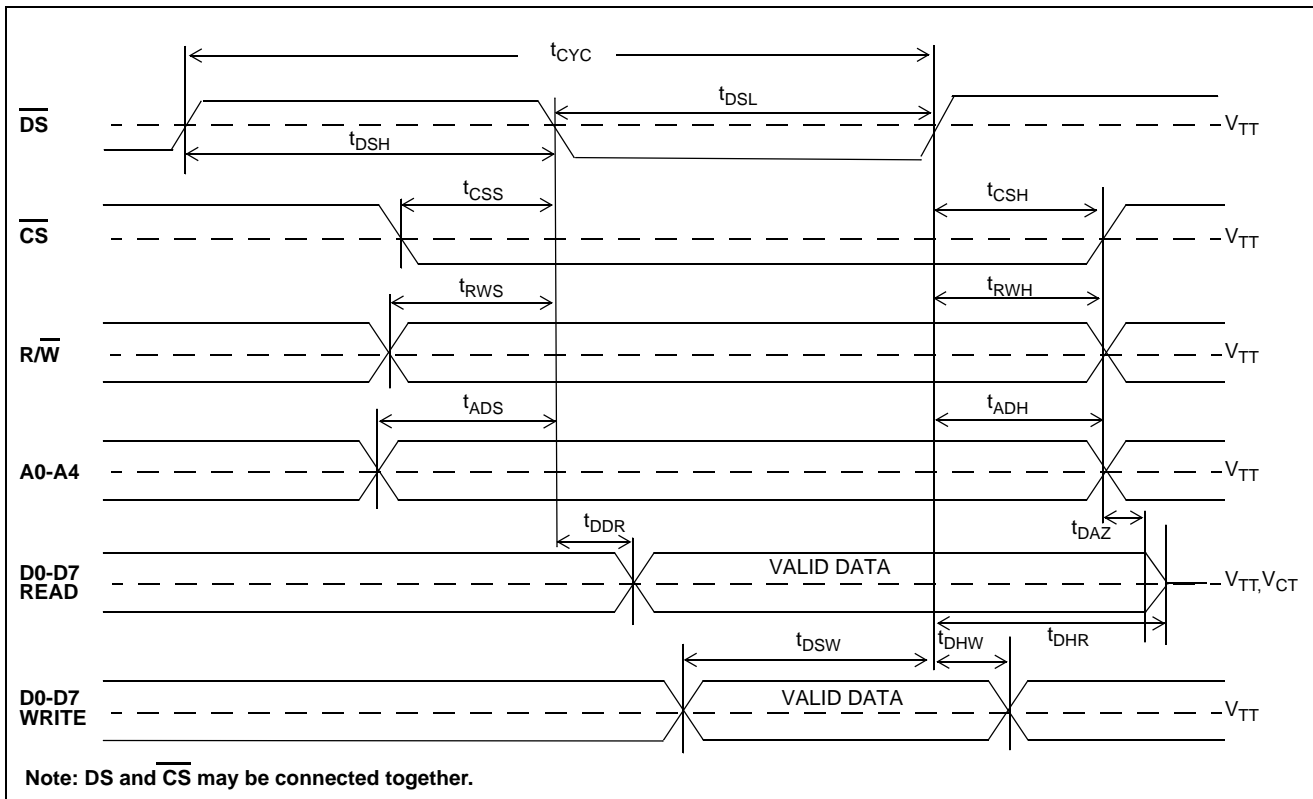 tCYC
DS
tDSL
VTT
tDSH
tCSS
tCSH
CS
VTT
tRWS
tRWH
R/W
VTT
tADS
tADH
A0-A4
VTT
tDDR
tDAZ
D0-D7
READ
VALID DATA
VTT,VCT
tDSW
tDHW
tDHR
D0-D7
WRITE
VALID DATA
VTT
Note: DS and CS may be connected together.